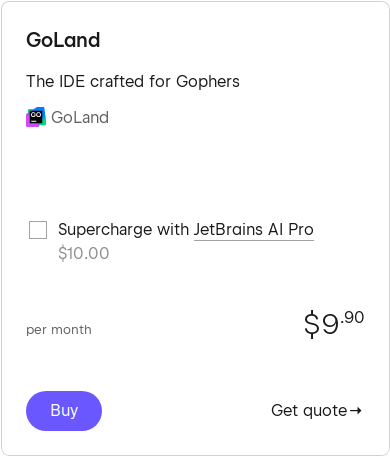 GoLand
The IDE crafted for Gophers
GO GoLand
Supercharge with JetBrains AI Pro
$10.00
per month
$9.90
Buy
Get quote→